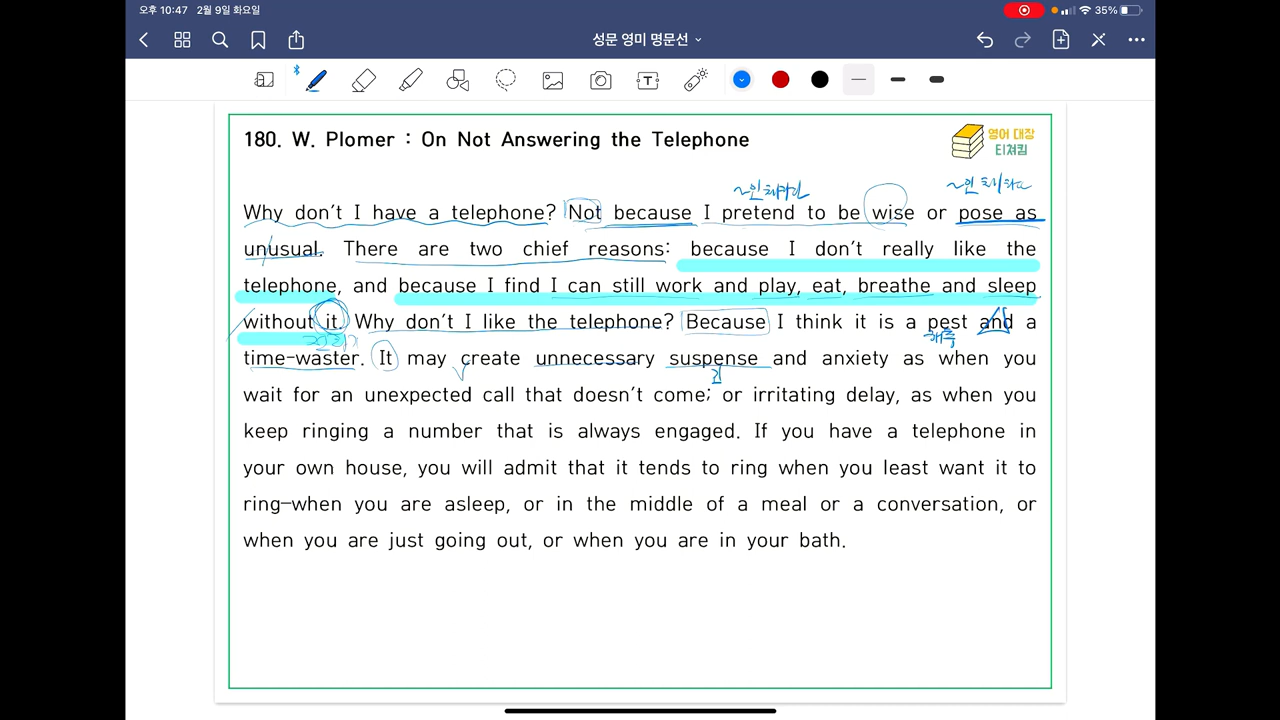 오후 10:47 2월 9일 화요일
35%
성문 영미 명문선
180. W. Plomer : On Not Answering the Telephone
영어 대장
티쳐킴
~인 체하다
~인 체하다
Why don't I have a telephone? Not because I pretend to be wise or pose as
unusual. There are two chief reasons: because I don't really like the
telephone, and because I find I can still work and play, eat, breathe and sleep
without it. Why don't I like the telephone? Because I think it is a pest and a
해충
time-waster. It may create unnecessary suspense and anxiety as when you
wait for an unexpected call that doesn't come; or irritating delay, as when you
keep ringing a number that is always engaged. If you have a telephone in
your own house, you will admit that it tends to ring when you least want it to
ring—when you are asleep, or in the middle of a meal or a conversation, or
when you are just going out, or when you are in your bath.